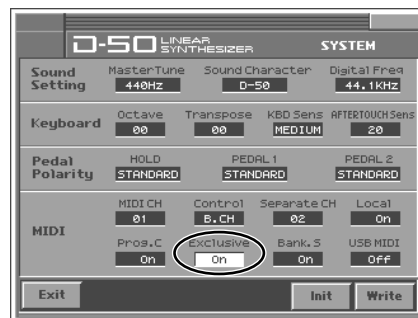 D-50 LINEAR SYNTHESIZER SYSTEM
Sound Setting
MasterTune Sound Character Digital Freq
440HZ D-50 44.1KHz
Keyboard
Octave Transpose KBD Sens AFTERTOUCH Sens
00 00 MEDIUM 20
Pedal Polarity
HOLD PEDAL 1 PEDAL 2
STANDARD STANDARD STANDARD
MIDI
MIDI CH Control Separate CH Local
01 B.CH 02 On
Prog.C Exclusive Bank.S USB MIDI
On On On Off
Exit Init Write